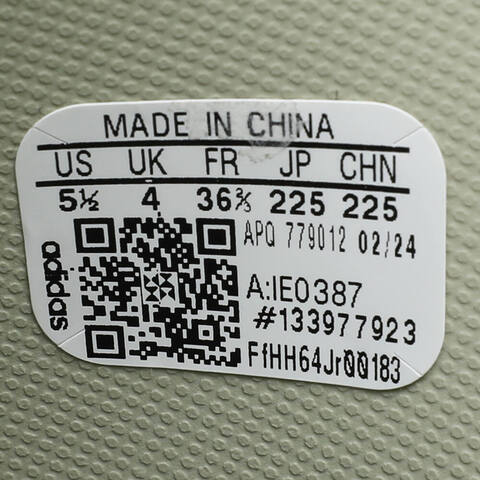 MADE IN CHINA
US UK FR JP CHN
5½ 4 36⅔ 225 225
adidas
APQ 779012 02/24
A:IE0387
#133977923
FfHH64Jr00183